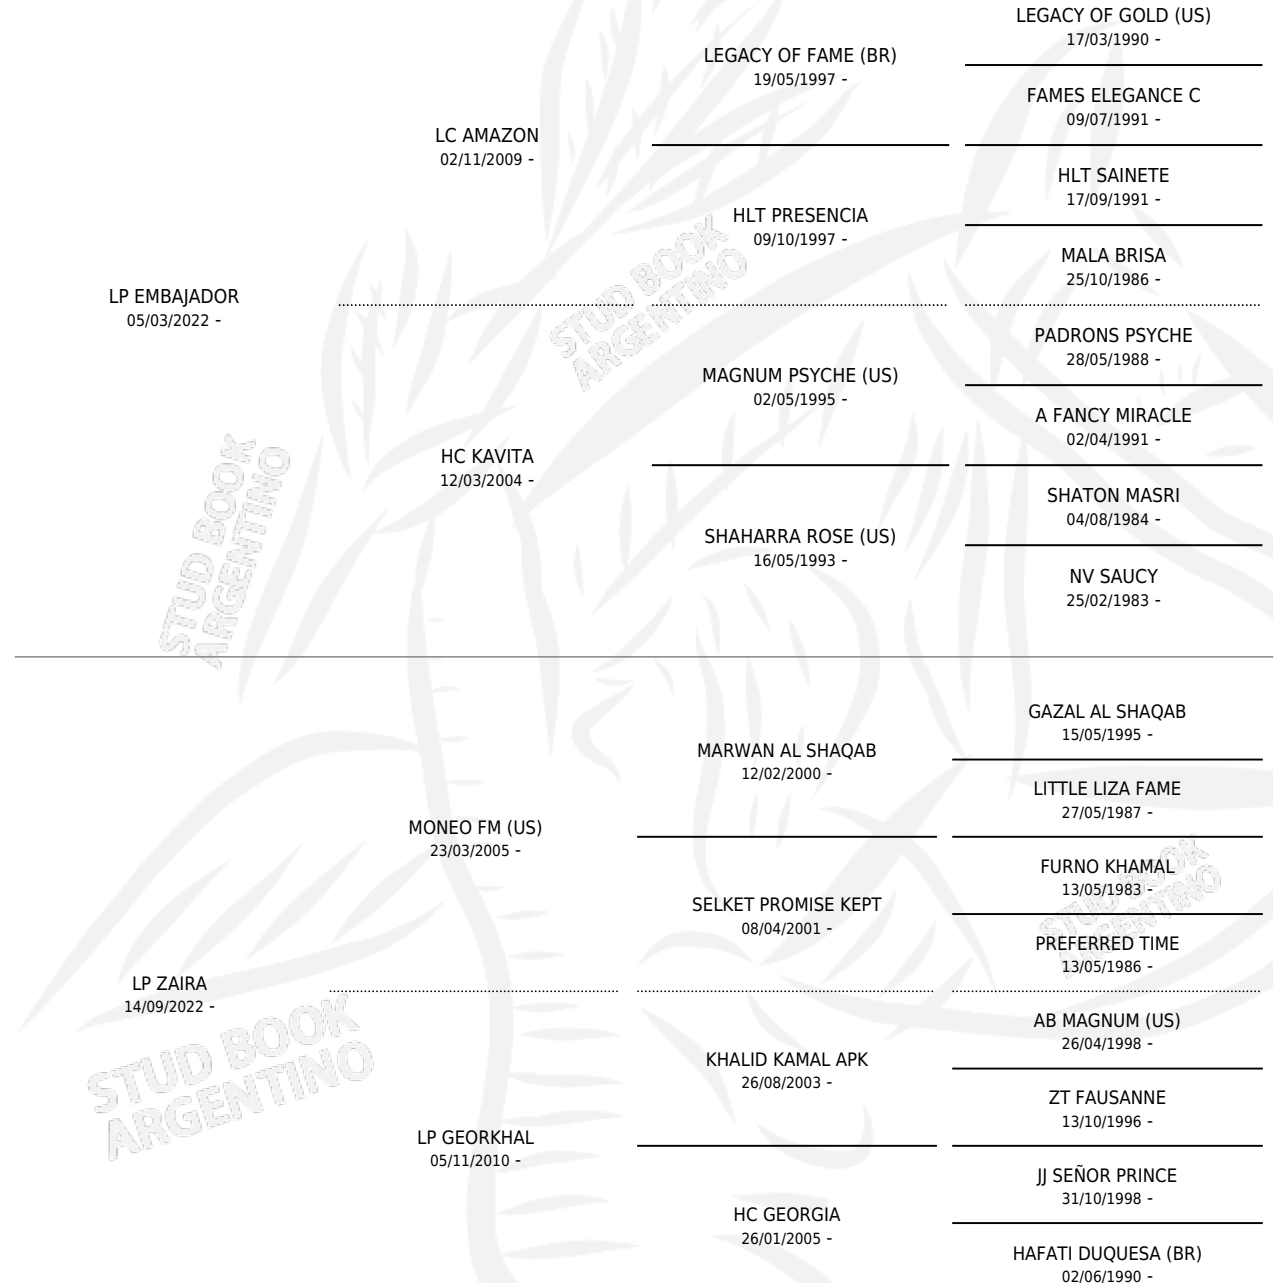 LEGACY OF GOLD (US)
17/03/1990 -
LEGACY OF FAME (BR)
19/05/1997 -
FAMES ELEGANCE C
09/07/1991 -
LC AMAZON
02/11/2009 -
HLT SAINETE
17/09/1991 -
HLT PRESENCIA
09/10/1997 -
MALA BRISA
25/10/1986 -
LP EMBAJADOR
05/03/2022 -
PADRONS PSYCHE
28/05/1988 -
MAGNUM PSYCHE (US)
02/05/1995 -
A FANCY MIRACLE
02/04/1991 -
HC KAVITA
12/03/2004 -
SHATON MASRI
04/08/1984 -
SHAHARRA ROSE (US)
16/05/1993 -
NV SAUCY
25/02/1983 -
STUD BOOK
ARGENTINO
STUD BOOK
ARGENTINO
GAZAL AL SHAQAB
15/05/1995 -
MARWAN AL SHAQAB
12/02/2000 -
LITTLE LIZA FAME
27/05/1987 -
MONEO FM (US)
23/03/2005 -
FURNO KHAMAL
13/05/1983 -
SELKET PROMISE KEPT
08/04/2001 -
PREFERRED TIME
13/05/1986 -
LP ZAIRA
14/09/2022 -
AB MAGNUM (US)
26/04/1998 -
KHALID KAMAL APK
26/08/2003 -
ZT FAUSANNE
13/10/1996 -
LP GEORKHAL
05/11/2010 -
JJ SEÑOR PRINCE
31/10/1998 -
HC GEORGIA
26/01/2005 -
HAFATI DUQUESA (BR)
02/06/1990 -
STUD BOOK
ARGENTINO
STUD BOOK
ARGENTINO